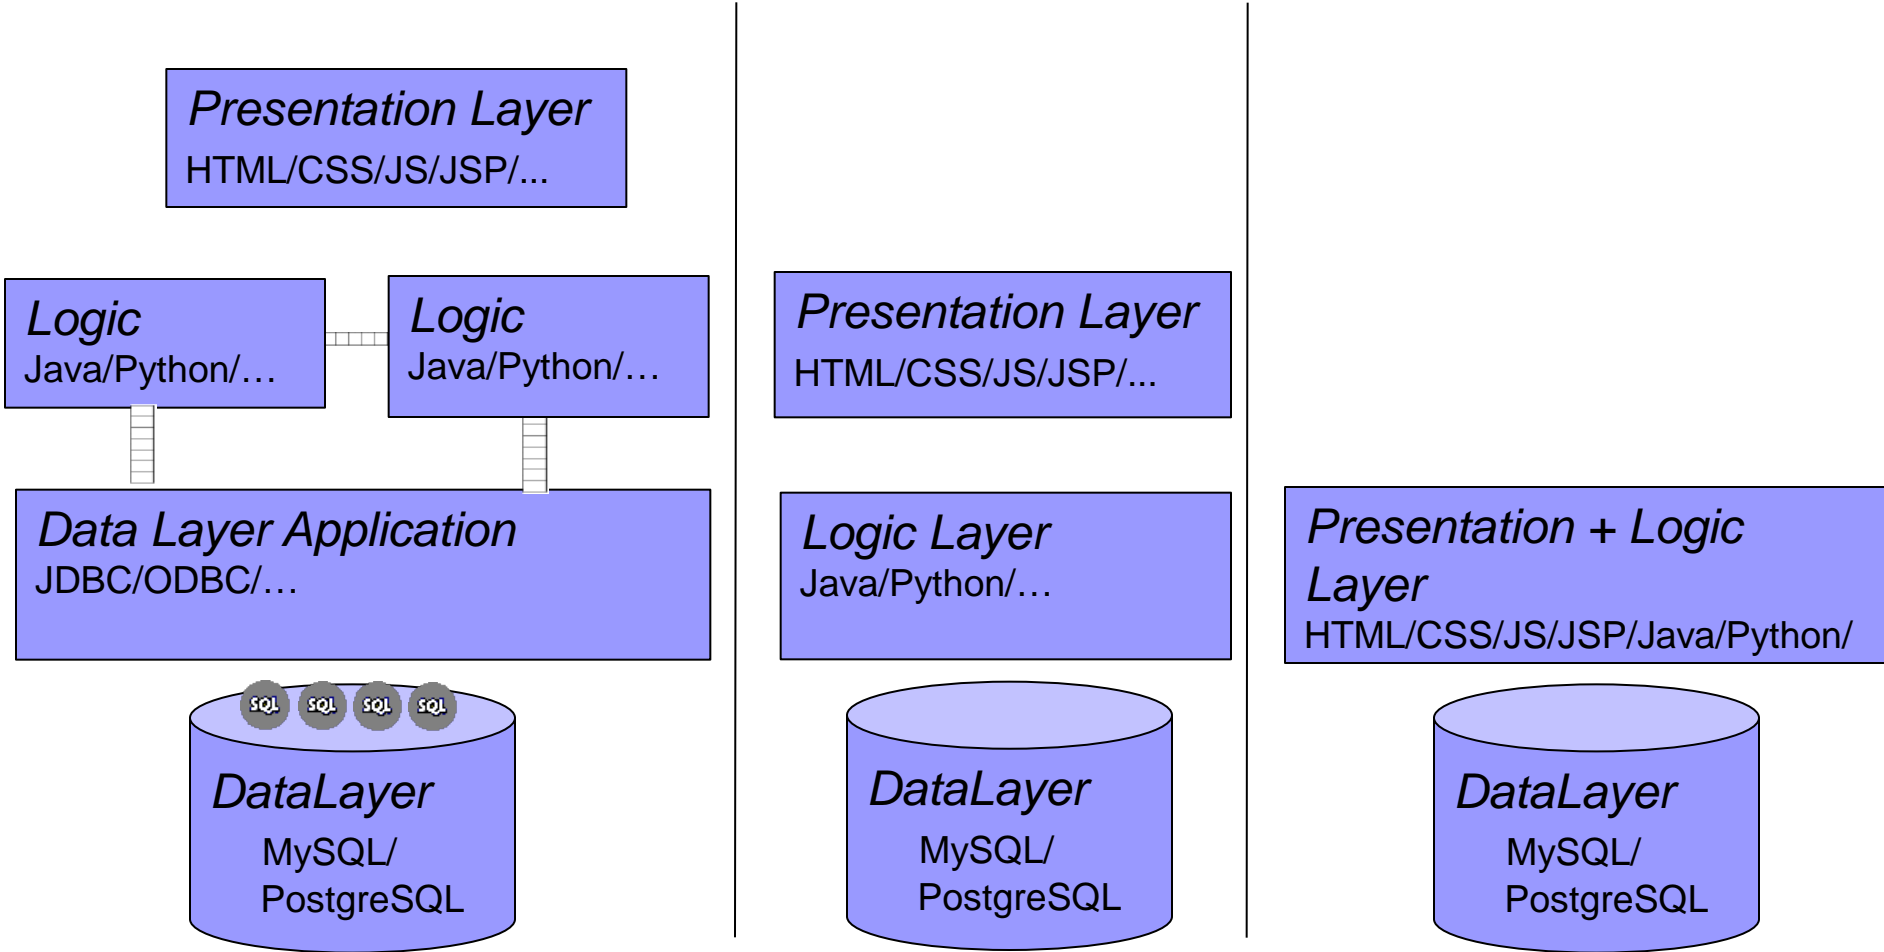 Presentation Layer
HTML/CSS/JS/JSP/...
Logic
Java/Python/…
Logic
Java/Python/…
Data Layer Application
JDBC/ODBC/…
SQL SQL SQL SQL
DataLayer
MySQL/
PostgreSQL
Presentation Layer
HTML/CSS/JS/JSP/...
Logic Layer
Java/Python/…
DataLayer
MySQL/
PostgreSQL
Presentation + Logic
Layer
HTML/CSS/JS/JSP/Java/Python/
DataLayer
MySQL/
PostgreSQL